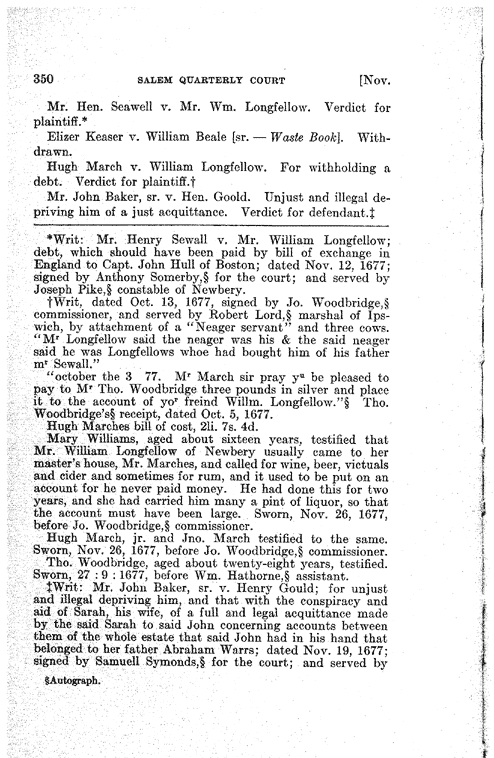 350 SALEM QUARTERLY COURT [Nov.
Mr. Hen. Seawell v. Mr. Wm. Longfellow. Verdict for
plaintiff.*
Elizer Keaser v. William Beale [sr. — Waste Book]. With-
drawn.
Hugh March v. William Longfellow. For withholding a
debt. Verdict for plaintiff.†
Mr. John Baker, sr. v. Hen. Goold. Unjust and illegal de-
priving him of a just acquittance. Verdict for defendant.‡
*Writ: Mr. Henry Sewall v. Mr. William Longfellow;
debt, which should have been paid by bill of exchange in
England to Capt. John Hull of Boston; dated Nov. 12, 1677;
signed by Anthony Somerby,§ for the court; and served by
Joseph Pike,§ constable of Newbery.
†Writ, dated Oct. 13, 1677, signed by Jo. Woodbridge,§
commissioner, and served by Robert Lord,§ marshal of Ips-
wich, by attachment of a "Neager servant" and three cows.
"Mʳ Longfellow said the neager was his & the said neager
said he was Longfellows whoe had bought him of his father
mʳ Sewall."
"october the 3 77. Mʳ March sir pray yᵘ be pleased to
pay to Mʳ Tho. Woodbridge three pounds in silver and place
it to the account of yoʳ freind Willm. Longfellow."§ Tho.
Woodbridge's§ receipt, dated Oct. 5, 1677.
Hugh Marches bill of cost, 2li. 7s. 4d.
Mary Williams, aged about sixteen years, testified that
Mr. William Longfellow of Newbery usually came to her
master's house, Mr. Marches, and called for wine, beer, victuals
and cider and sometimes for rum, and it used to be put on an
account for he never paid money. He had done this for two
years, and she had carried him many a pint of liquor, so that
the account must have been large. Sworn, Nov. 26, 1677,
before Jo. Woodbridge,§ commissioner.
Hugh March, jr. and Jno. March testified to the same.
Sworn, Nov. 26, 1677, before Jo. Woodbridge,§ commissioner.
Tho. Woodbridge, aged about twenty-eight years, testified.
Sworn, 27 : 9 : 1677, before Wm. Hathorne,§ assistant.
‡Writ: Mr. John Baker, sr. v. Henry Gould; for unjust
and illegal depriving him, and that with the conspiracy and
aid of Sarah, his wife, of a full and legal acquittance made
by the said Sarah to said John concerning accounts between
them of the whole estate that said John had in his hand that
belonged to her father Abraham Warrs; dated Nov. 19, 1677;
signed by Samuell Symonds,§ for the court; and served by
§Autograph.